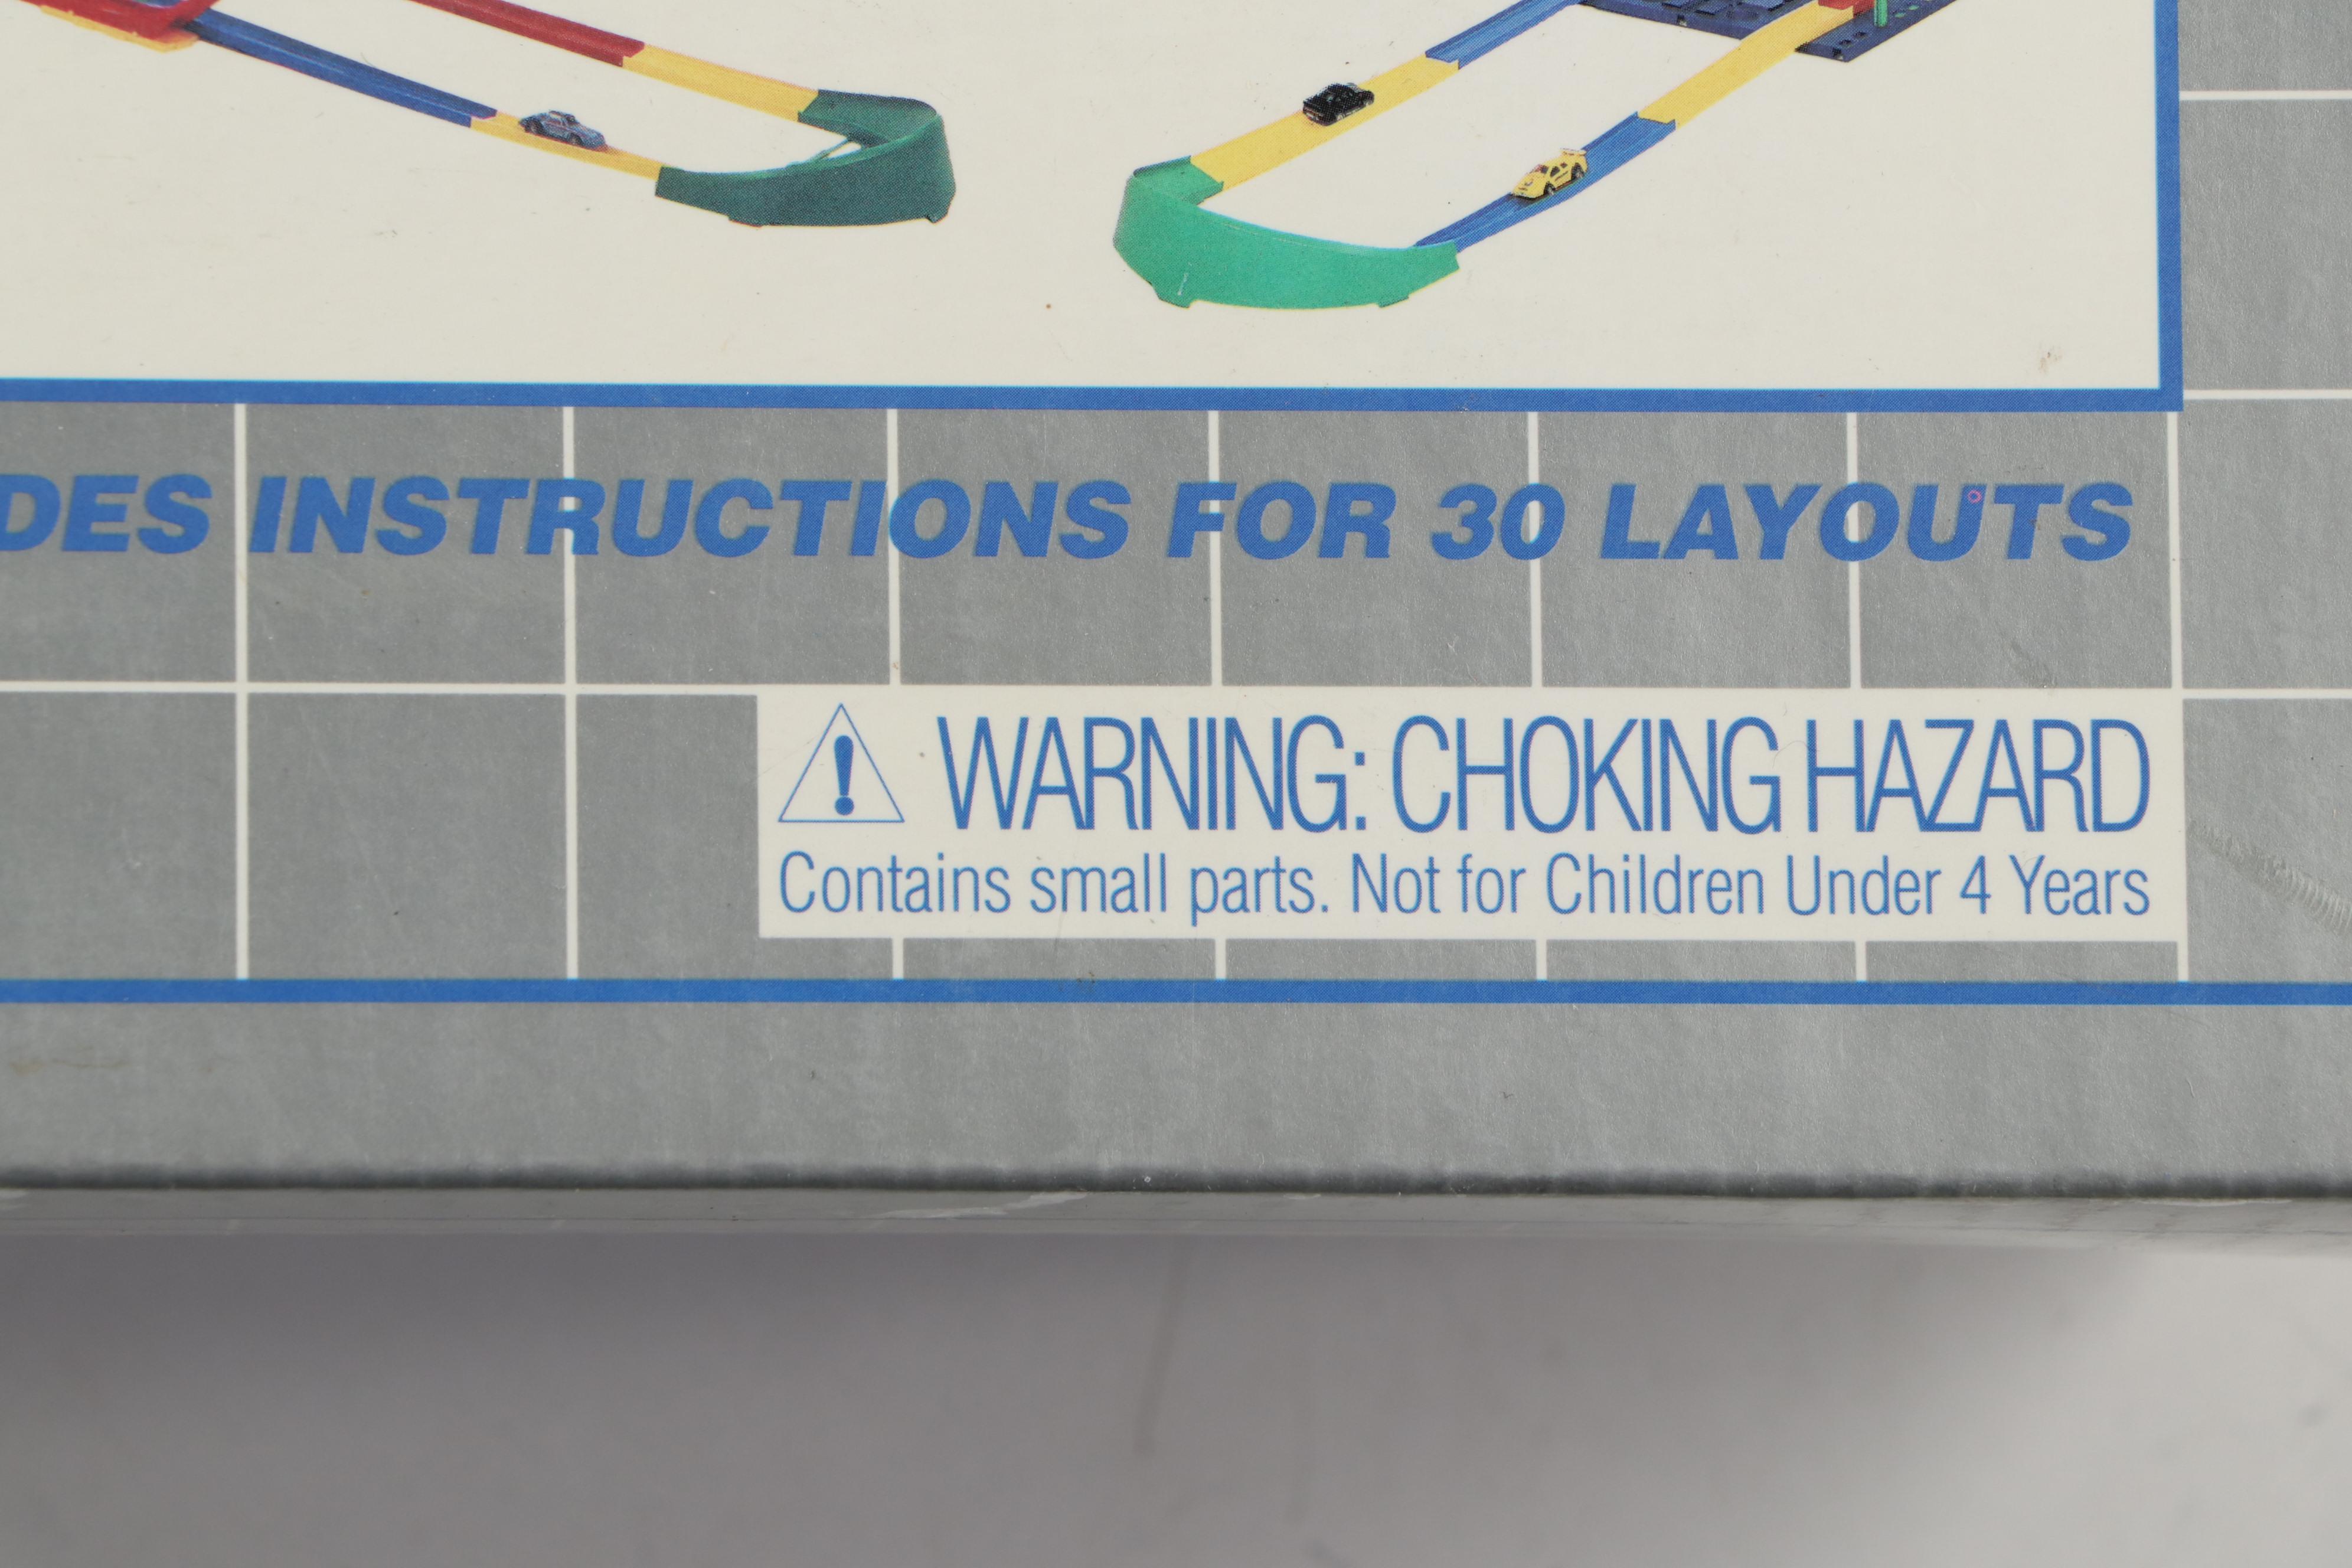 DES INSTRUCTIONS FOR 30 LAYOUTS
WARNING: CHOKING HAZARD
Contains small parts. Not for Children Under 4 Years